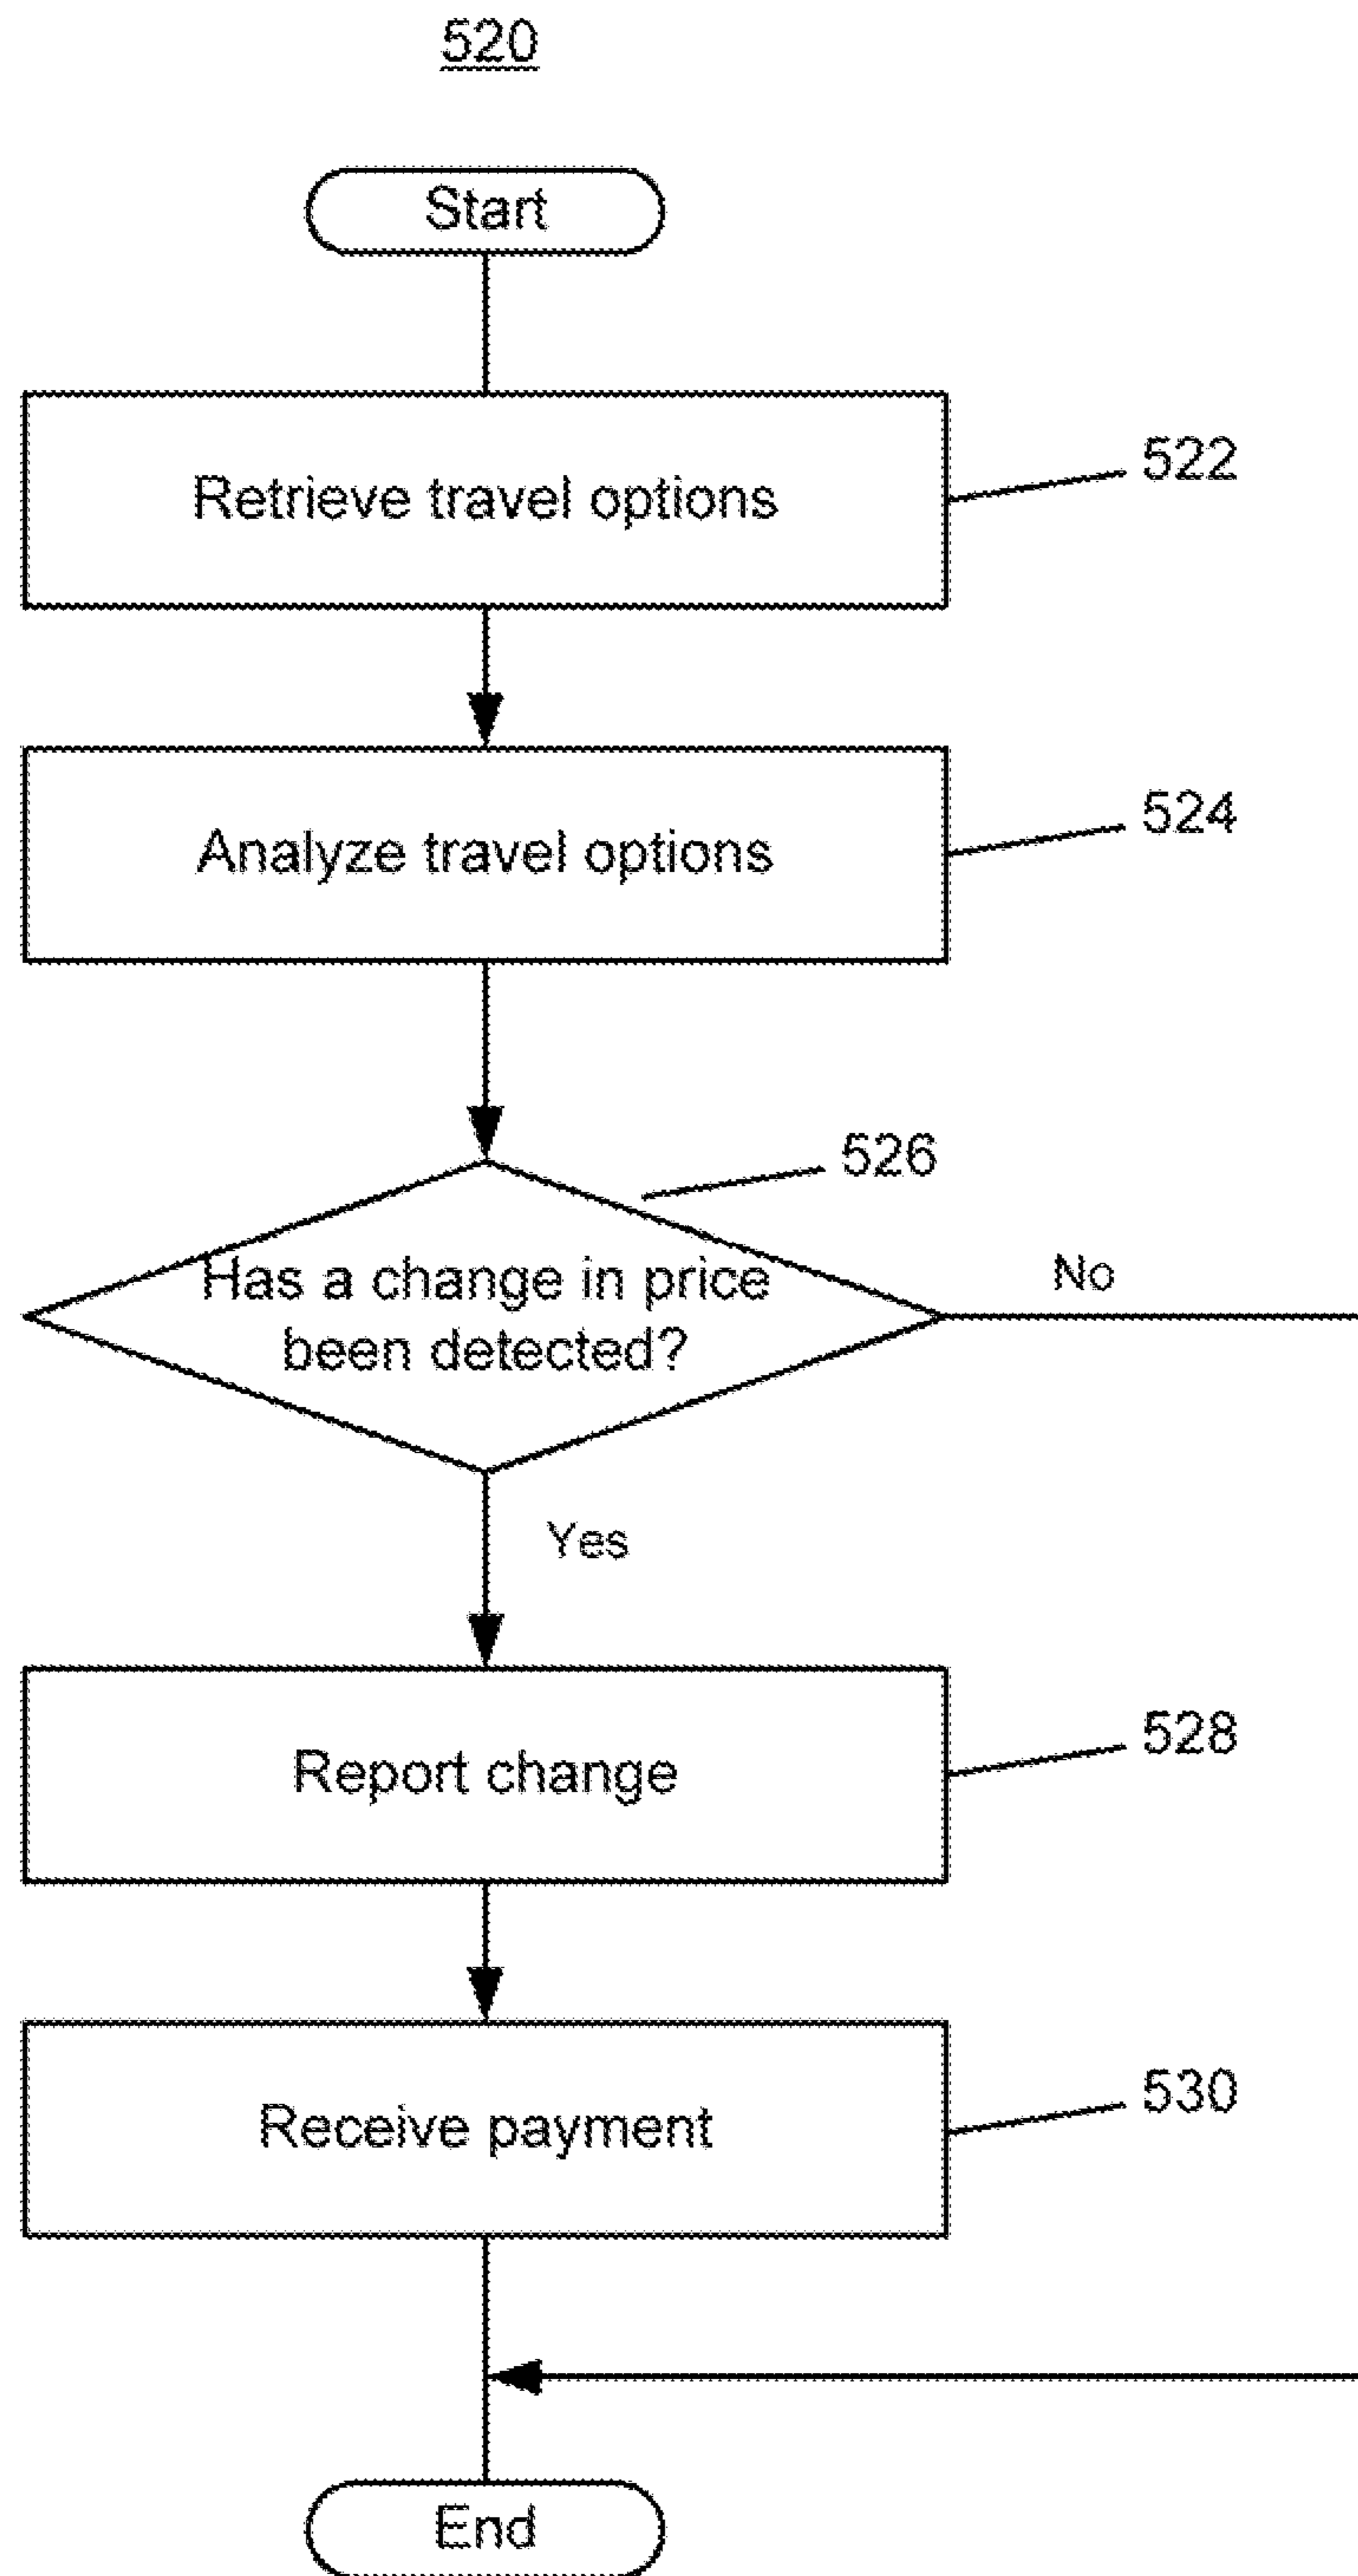 520
Start
Retrieve travel options
522
Analyze travel options
524
526
Has a change in price
been detected?
No
Yes
Report change
528
Receive payment
530
End